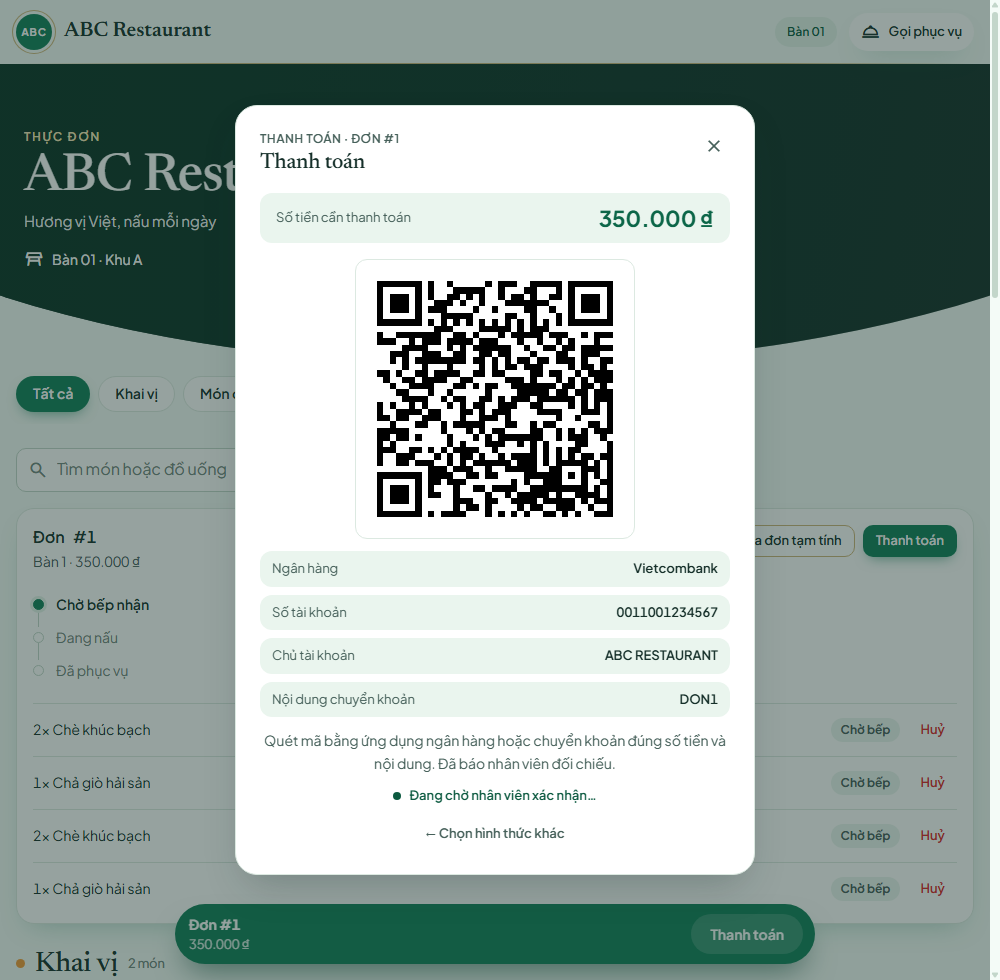 ABC
ABC Restaurant
Bàn 01
Gọi phục vụ
THỰC ĐƠN
ABC Rest
Hương vị Việt, nấu mỗi ngày
Bàn 01 · Khu A
Tất cả
Khai vị
Món
Tìm món hoặc đồ uống
Đơn #1
Bàn 1 · 350.000 ₫
a đơn tạm tính
Thanh toán
Chờ bếp nhận
Đang nấu
Đã phục vụ
2× Chè khúc bạch
Chờ bếp
Huỷ
1× Chả giò hải sản
Chờ bếp
Huỷ
2× Chè khúc bạch
Chờ bếp
Huỷ
1× Chả giò hải sản
Chờ bếp
Huỷ
THANH TOÁN · ĐƠN #1
Thanh toán
Số tiền cần thanh toán
350.000 ₫
Ngân hàng
Vietcombank
Số tài khoản
0011001234567
Chủ tài khoản
ABC RESTAURANT
Nội dung chuyển khoản
DON1
Quét mã bằng ứng dụng ngân hàng hoặc chuyển khoản đúng số tiền và
nội dung. Đã báo nhân viên đối chiếu.
Đang chờ nhân viên xác nhận…
← Chọn hình thức khác
Đơn #1
350.000 ₫
Thanh toán
Khai vị
2 món